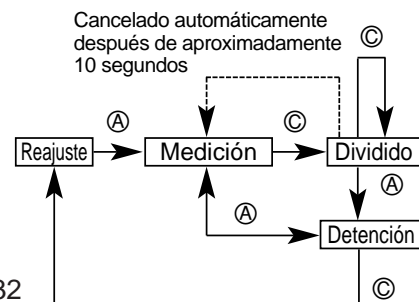 Cancelado automáticamente
después de aproximadamente
10 segundos
Ⓒ
Ⓐ
Ⓒ
Reajuste
Medición
Dividido
Ⓐ
Ⓐ
Detención
Ⓒ
32